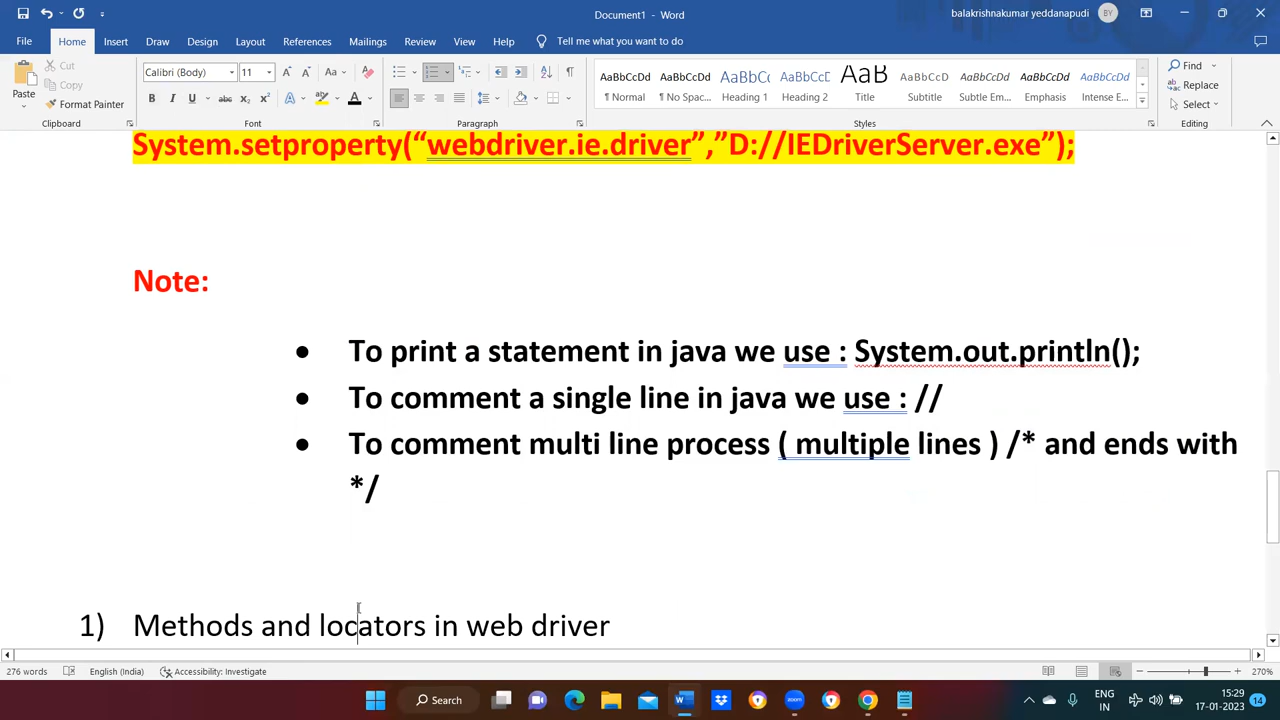 Document1 - Word
balakrishnakumar yeddanapudi
BY
File Home Insert Draw Design Layout References Mailings Review View Help Tell me what you want to do
Paste
Cut
Copy
Format Painter
Clipboard
Calibri (Body) 11
Font
Paragraph
AaBbCcDd AaBbCcDd AaBbCc AaBbCcE AaB AaBbCcDd AaBbCcDd AaBbCcDd AaBbCcDd
¶ Normal ¶ No Spac... Heading 1 Heading 2 Title Subtitle Subtle Em... Emphasis Intense E...
Styles
Find
Replace
Select
Editing
System.setproperty(“webdriver.ie.driver”,”D://IEDriverServer.exe”);
Note:
• To print a statement in java we use : System.out.println();
• To comment a single line in java we use : //
• To comment multi line process ( multiple lines ) /* and ends with
*/
1) Methods and locators in web driver
276 words English (India) Accessibility: Investigate 270%
Search
zoom
ENG
IN
15:29
17-01-2023
14